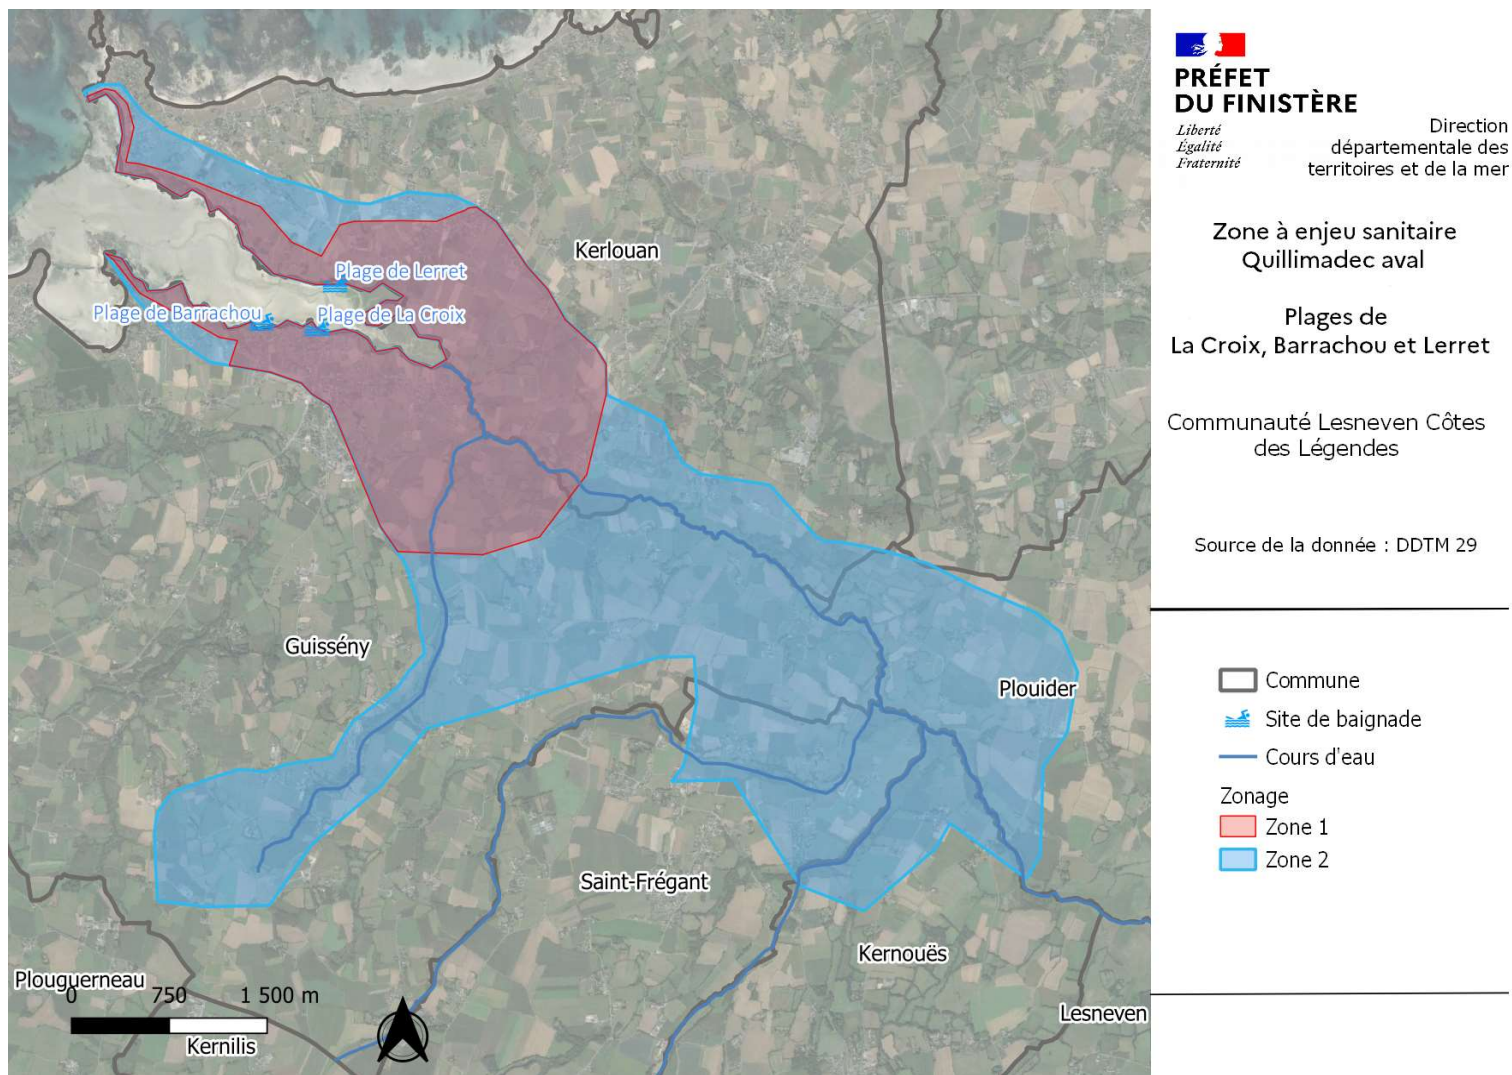 Kerlouan
Plage de Lerret
Plage de Barrachou
Plage de La Croix
Guissény
Plouider
Saint-Frégant
Kernouës
Plouguerneau
0 750 1 500 m
Kernilis
Lesneven
PRÉFET
DU FINISTÈRE
Liberté
Égalité
Fraternité
Direction
départementale des
territoires et de la mer
Zone à enjeu sanitaire
Quillimadec aval
Plages de
La Croix, Barrachou et Lerret
Communauté Lesneven Côtes
des Légendes
Source de la donnée : DDTM 29
Commune
Site de baignade
Cours d'eau
Zonage
Zone 1
Zone 2